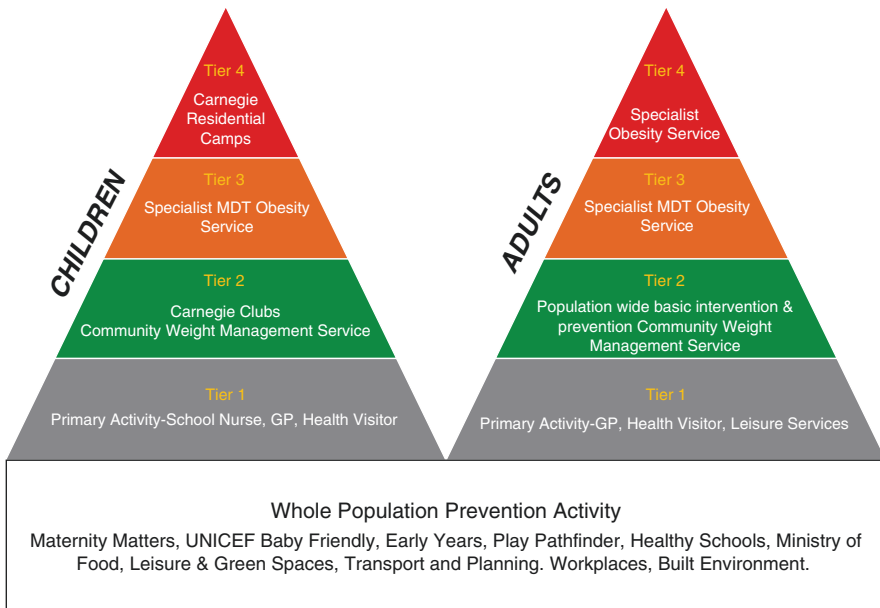 CHILDREN
Tier 4
Carnegie
Residential
Camps
Tier 3
Specialist MDT Obesity
Service
Tier 2
Carnegie Clubs
Community Weight Management Service
Tier 1
Primary Activity-School Nurse, GP, Health Visitor
ADULTS
Tier 4
Specialist
Obesity Service
Tier 3
Specialist MDT Obesity
Service
Tier 2
Population wide basic intervention &
prevention Community Weight
Management Service
Tier 1
Primary Activity-GP, Health Visitor, Leisure Services
Whole Population Prevention Activity
Maternity Matters, UNICEF Baby Friendly, Early Years, Play Pathfinder, Healthy Schools, Ministry of
Food, Leisure & Green Spaces, Transport and Planning. Workplaces, Built Environment.